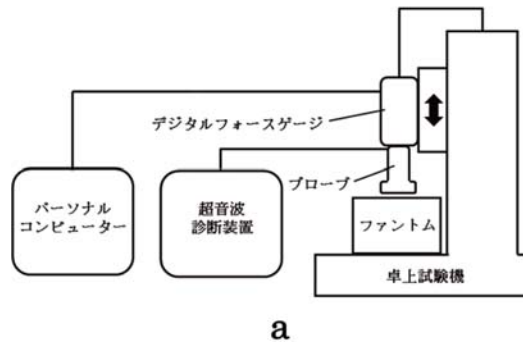 デジタルフォースゲージ
プローブ
パーソナル
コンピューター
超音波
診断装置
ファントム
卓上試験機
a